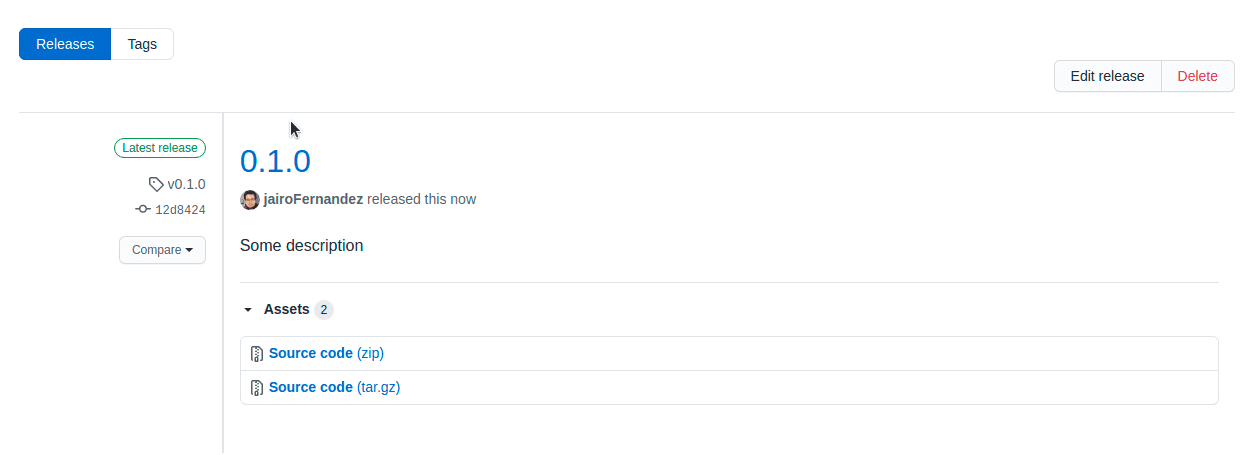 Releases Tags
Edit release Delete
Latest release
v0.1.0
12d8424
Compare
0.1.0
jairoFernandez released this now
Some description
Assets 2
Source code (zip)
Source code (tar.gz)